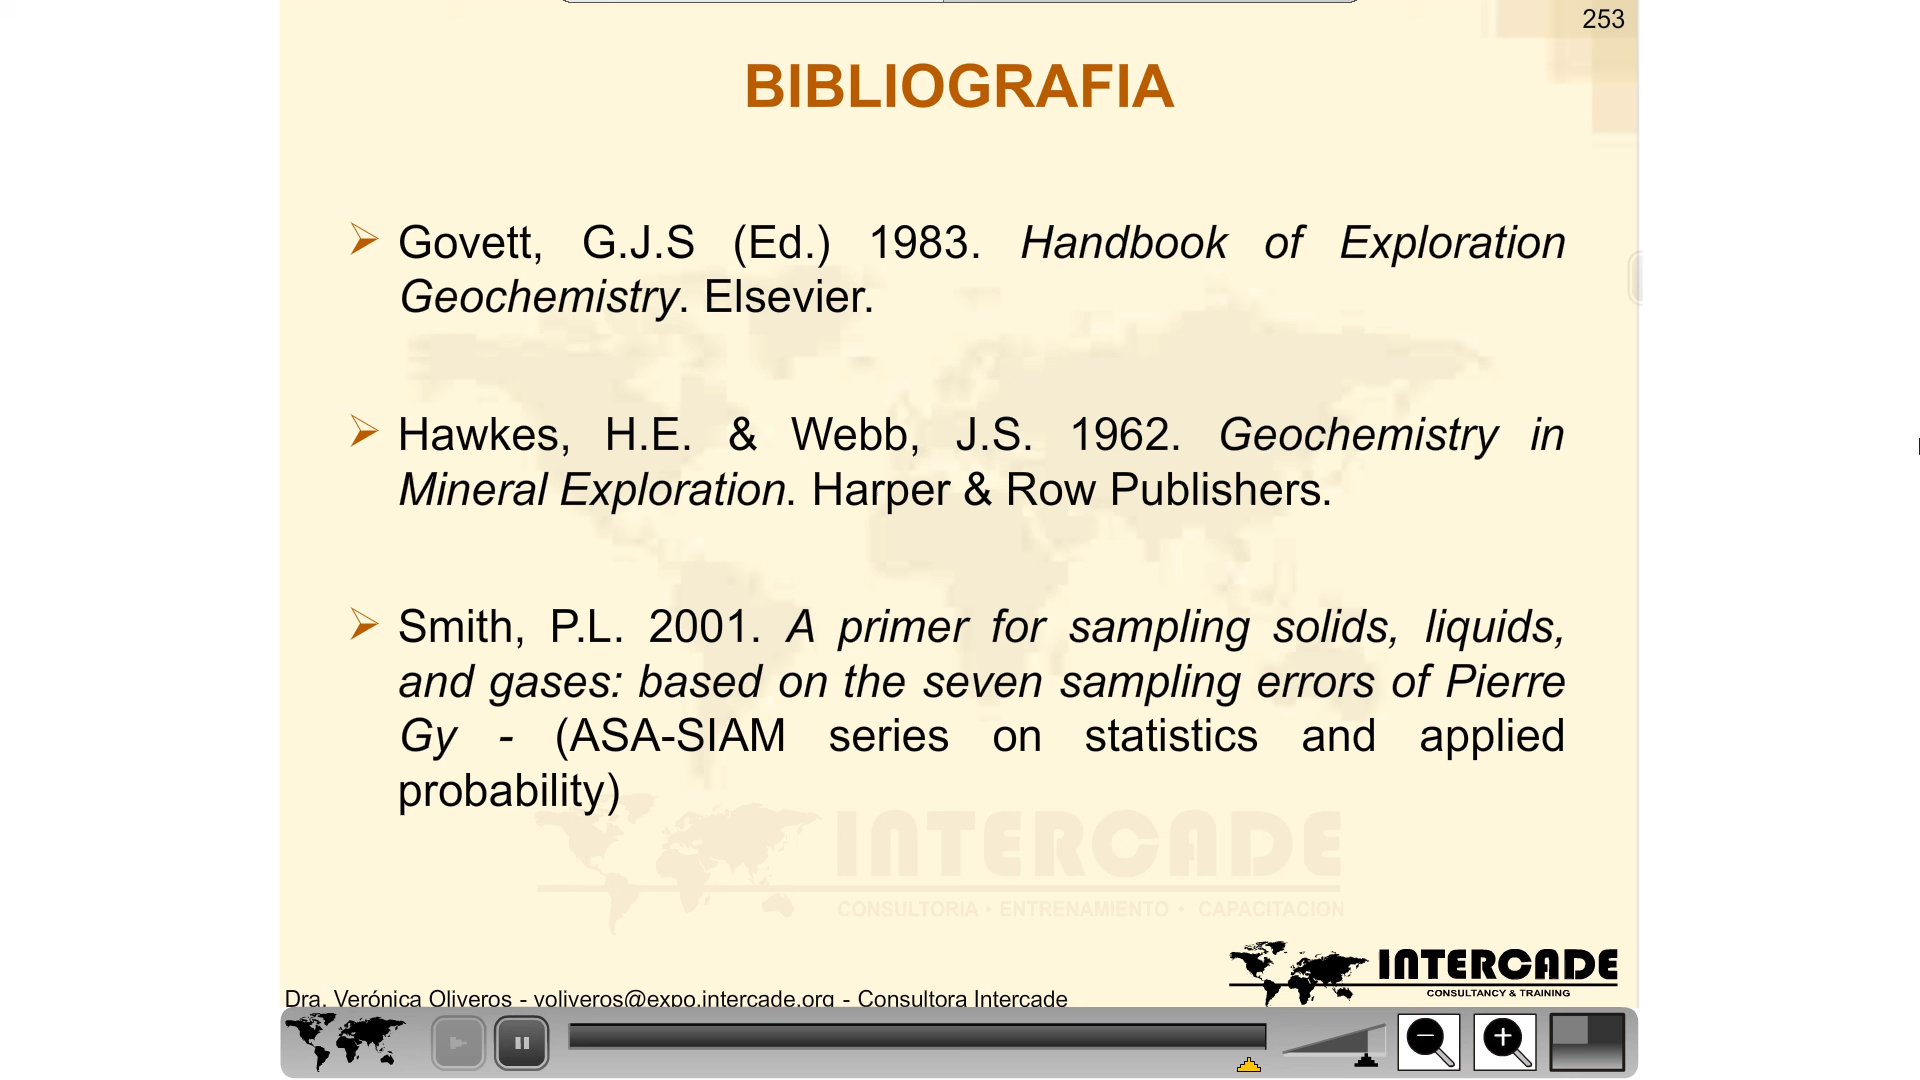 253
BIBLIOGRAFIA
Govett, G.J.S (Ed.) 1983. Handbook of Exploration
Geochemistry. Elsevier.
Hawkes, H.E. & Webb, J.S. 1962. Geochemistry in
Mineral Exploration. Harper & Row Publishers.
Smith, P.L. 2001. A primer for sampling solids, liquids,
and gases: based on the seven sampling errors of Pierre
Gy - (ASA-SIAM series on statistics and applied
probability)
INTERCADE
CONSULTORIA • ENTRENAMIENTO • CAPACITACION
INTERCADE
CONSULTANCY & TRAINING
Dra. Verónica Oliveros - voliveros@expo.intercade.org - Consultora Intercade